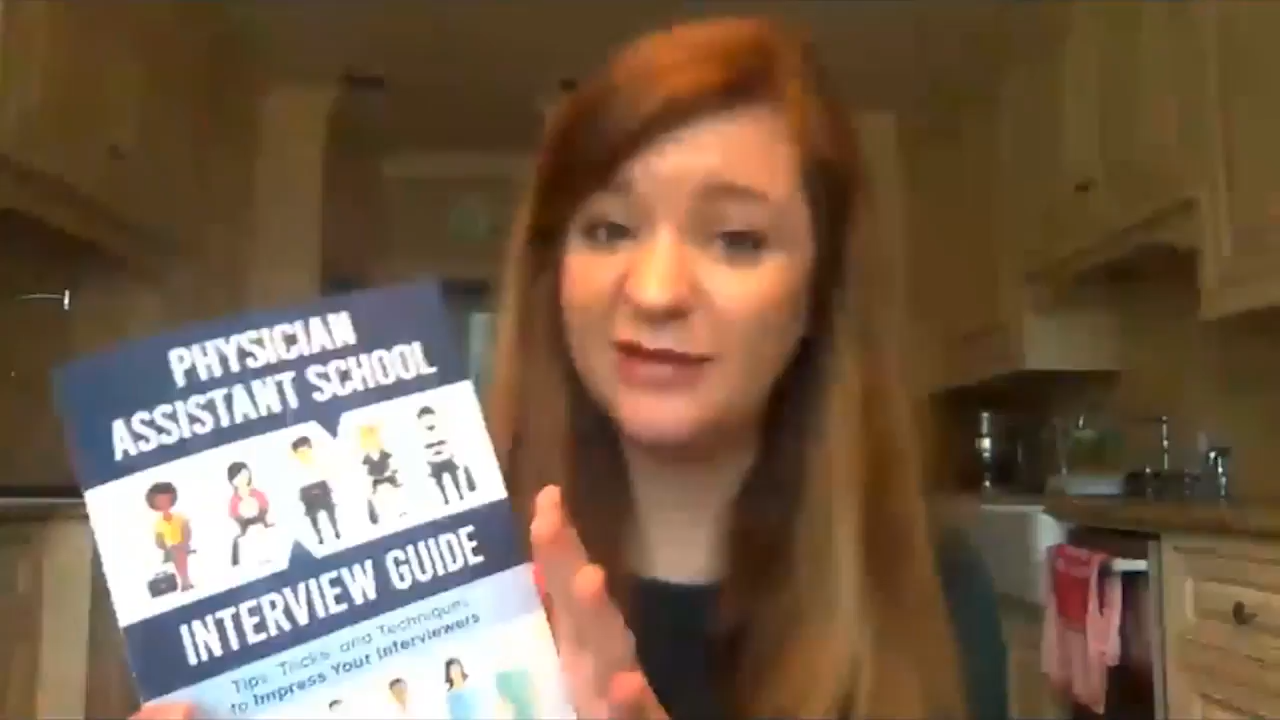 PHYSICIAN
ASSISTANT SCHOOL
INTERVIEW GUIDE
Tips, Tricks, and Techniques
to Impress Your Interviewers